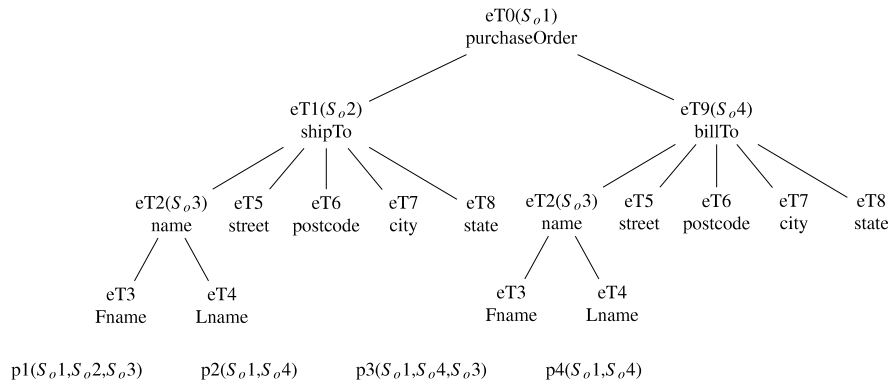 eT0(Sₒ1)
purchaseOrder
eT1(Sₒ2) eT9(Sₒ4)
shipTo billTo
eT2(Sₒ3) eT5 eT6 eT7 eT8 eT2(Sₒ3) eT5 eT6 eT7 eT8
name street postcode city state name street postcode city state
eT3 eT4 eT3 eT4
Fname Lname Fname Lname
p1(Sₒ1,Sₒ2,Sₒ3) p2(Sₒ1,Sₒ4) p3(Sₒ1,Sₒ4,Sₒ3) p4(Sₒ1,Sₒ4)